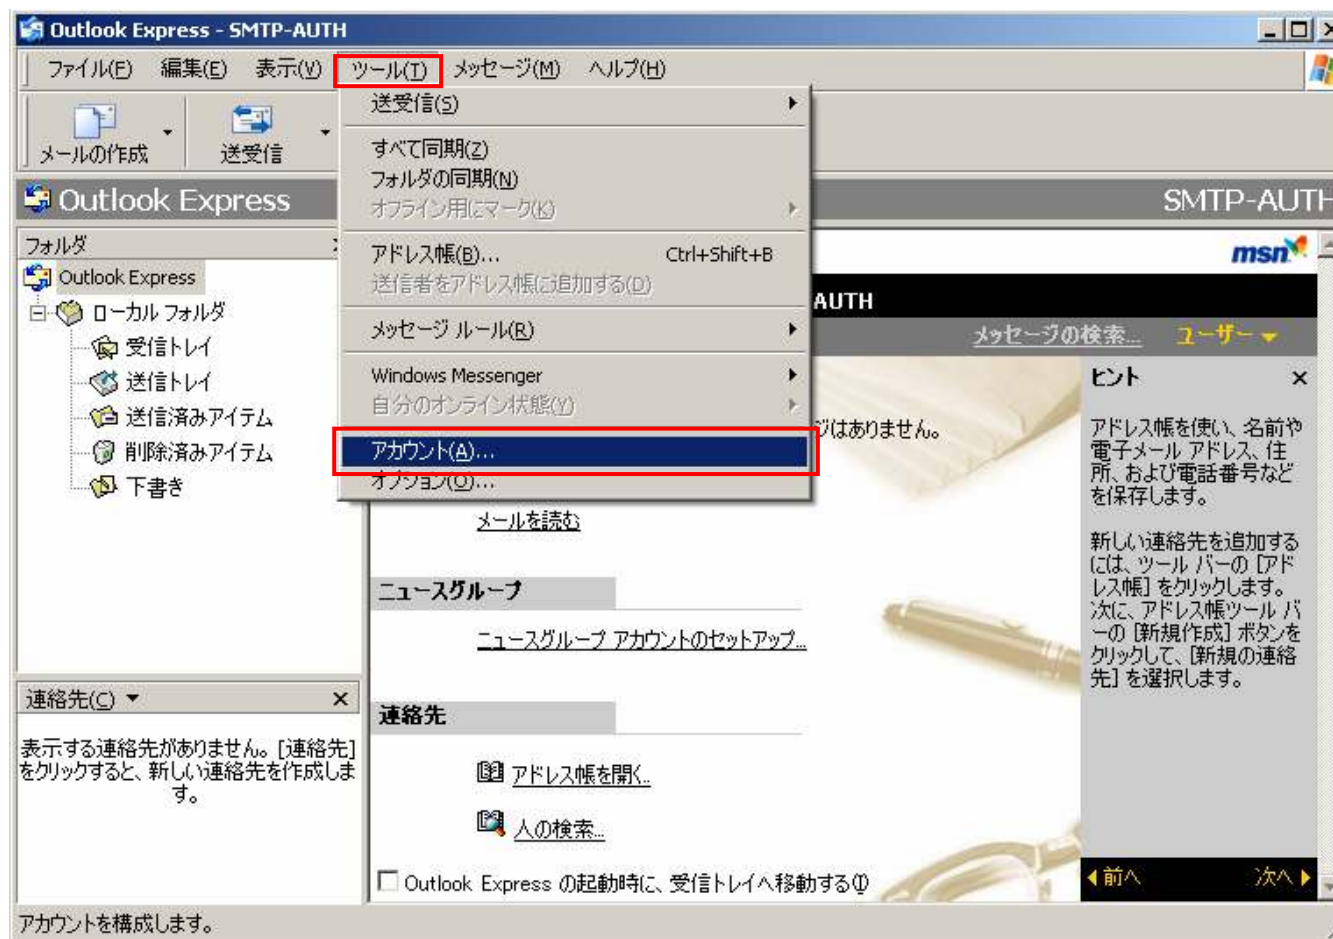 Outlook Express - SMTP-AUTH
ファイル(F) 編集(E) 表示(V) ツール(T) メッセージ(M) ヘルプ(H)
メールの作成 送受信
送受信(S)
すべて同期(Z)
フォルダの同期(N)
オフライン用にマーク(K)
アドレス帳(B)... Ctrl+Shift+B
送信者をアドレス帳に追加する(D)
メッセージ ルール(R)
Windows Messenger
自分のオンライン状態(Y)
アカウント(A)...
オプション(O)...
Outlook Express SMTP-AUTH
フォルダ
Outlook Express
ローカル フォルダ
受信トレイ
送信トレイ
送信済みアイテム
削除済みアイテム
下書き
連絡先(C)
表示する連絡先がありません。[連絡先]
をクリックすると、新しい連絡先を作成しま
す。
msn
AUTH
メッセージの検索... ユーザー
ジはありません。
メールを読む
ニュースグループ
ニュースグループ アカウントのセットアップ...
連絡先
アドレス帳を開く...
人の検索...
Outlook Express の起動時に、受信トレイへ移動する(I)
ヒント
アドレス帳を使い、名前や
電子メール アドレス、住
所、および電話番号など
を保存します。
新しい連絡先を追加する
には、ツール バーの [アド
レス帳] をクリックします。
次に、アドレス帳ツール バ
ーの [新規作成] ボタンを
クリックして、[新規の連絡
先] を選択します。
前へ 次へ
アカウントを構成します。